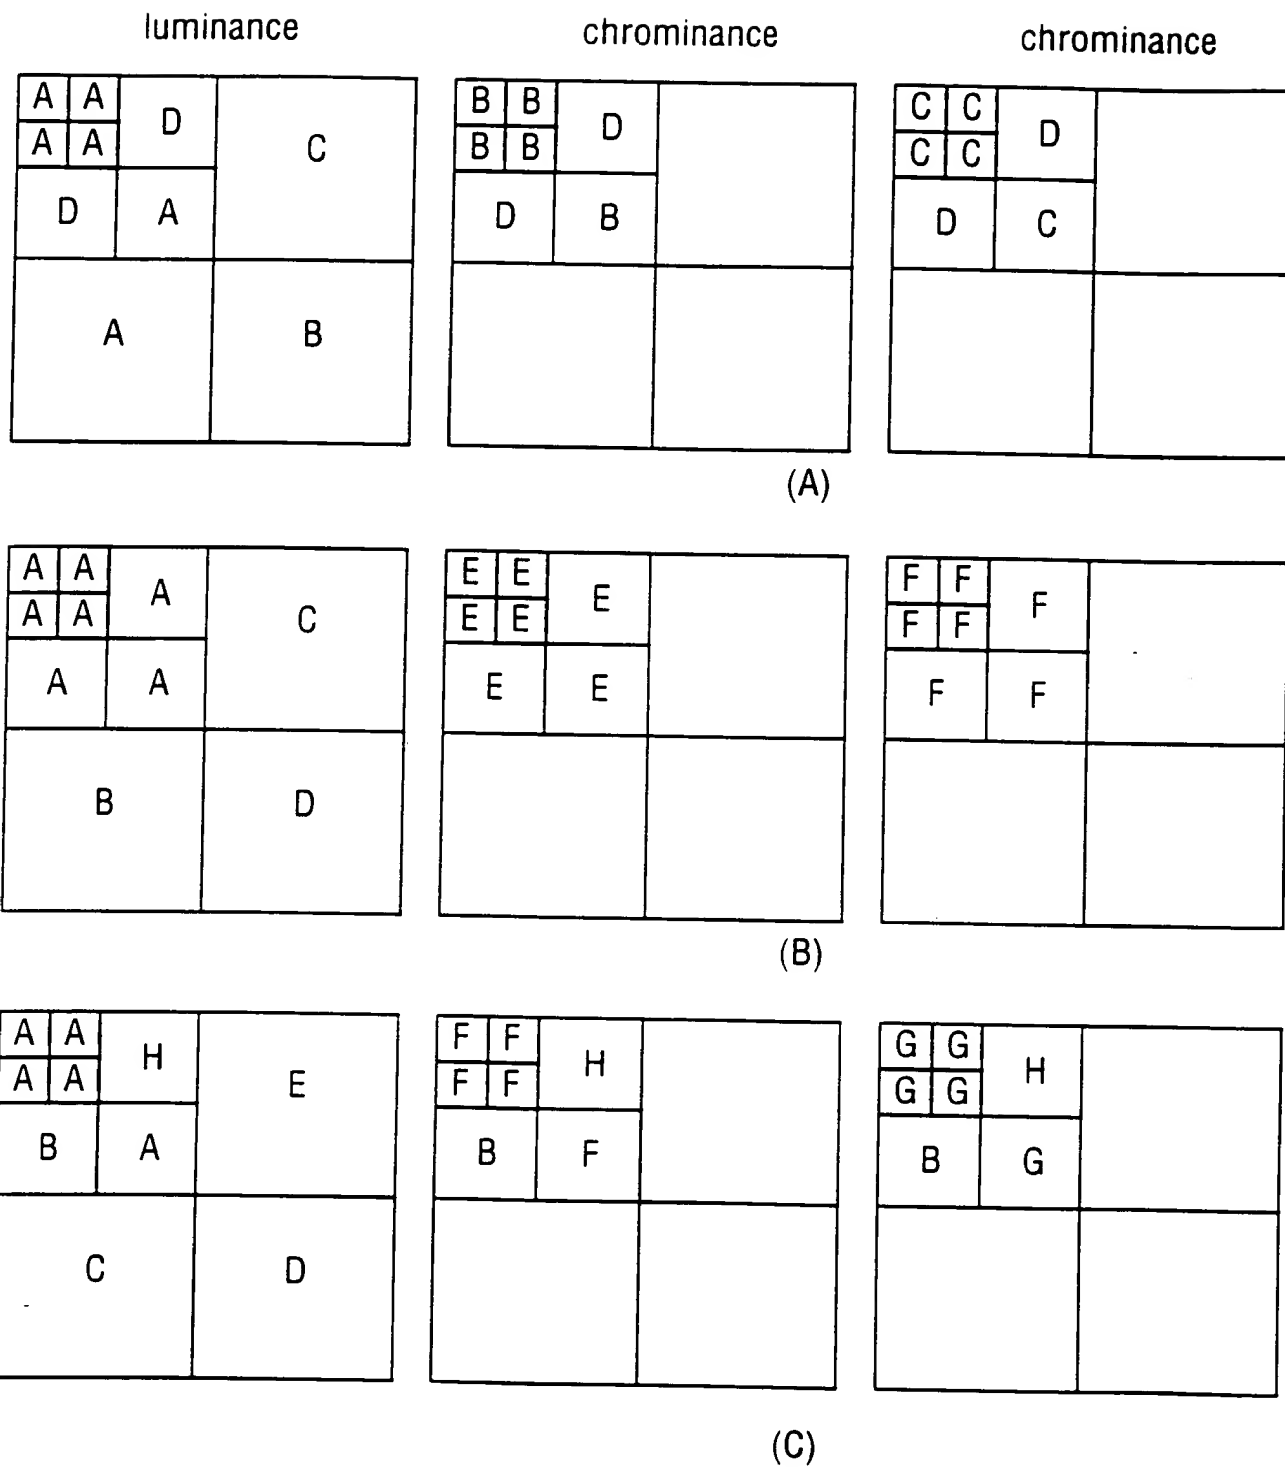 luminance chrominance chrominance
A A D C B B D C C D
A A B B C C
D A D B D C
A B
(A)
A A A C E E E F F F
A A E E F F
A A E E F F
B D
(B)
A A H E F F H G G H
A A F F G G
B A B F B G
C D
(C)